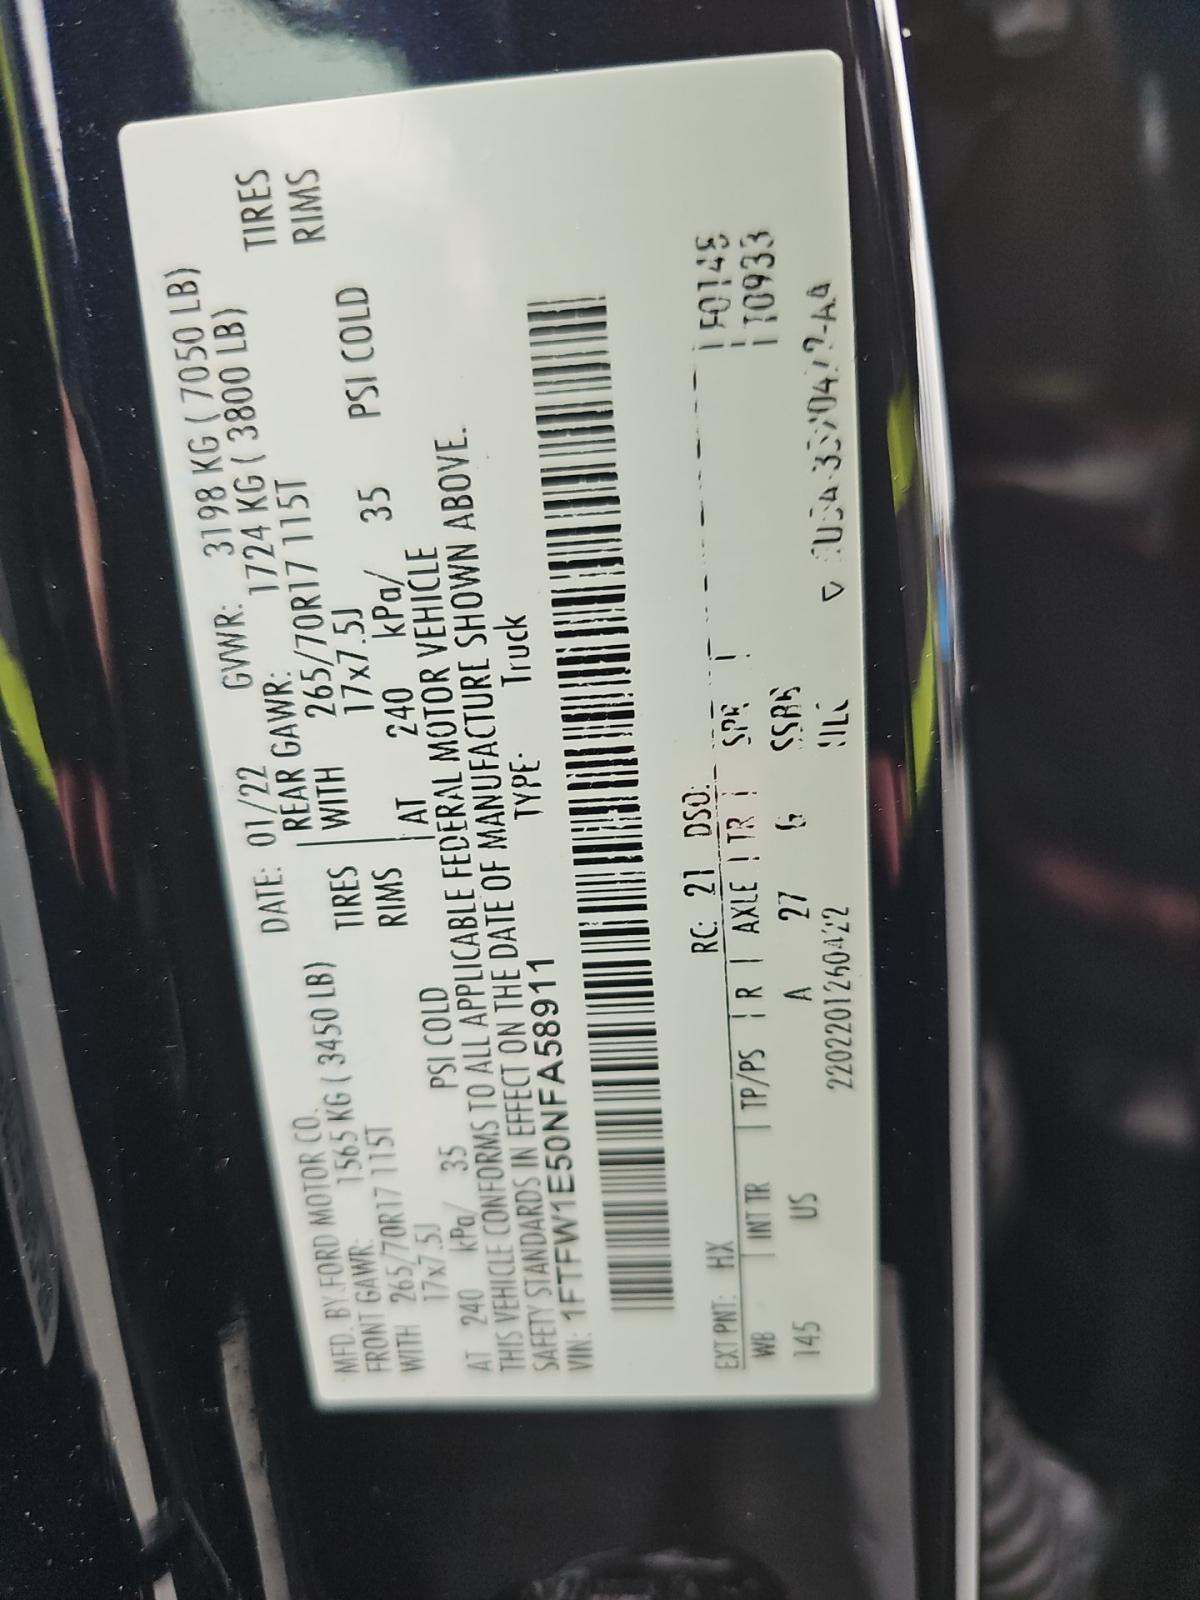 MFD. BY FORD MOTOR CO. DATE: 01/22 GVWR: 3198 KG ( 7050 LB)
FRONT GAWR: 1565 KG ( 3450 LB) REAR GAWR: 1724 KG ( 3800 LB)
WITH 265/70R17 115T TIRES WITH 265/70R17 115T TIRES
17x7.5J RIMS 17x7.5J RIMS
AT 240 kPa/ 35 PSI COLD AT 240 kPa/ 35 PSI COLD
THIS VEHICLE CONFORMS TO ALL APPLICABLE FEDERAL MOTOR VEHICLE
SAFETY STANDARDS IN EFFECT ON THE DATE OF MANUFACTURE SHOWN ABOVE.
VIN: 1FTFW1E50NFA58911 TYPE: Truck
EXT PNT: HX RC: 21 DSO:
WB INT TR TP/PS R AXLE TR SPR
145 US A 27 G
T0933